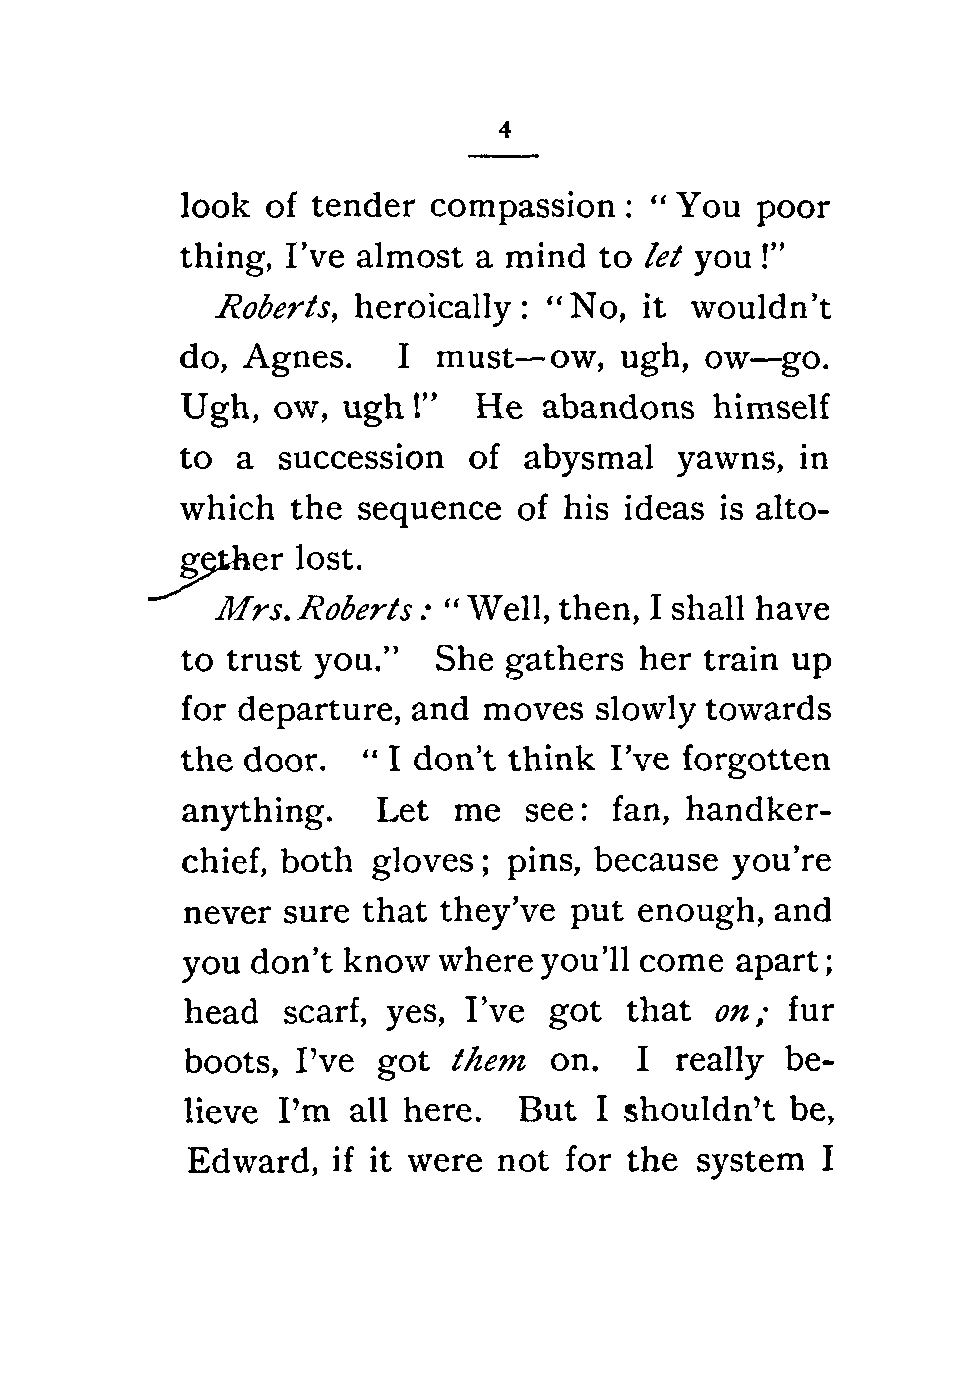 4
look of tender compassion : “ You poor
thing, I’ve almost a mind to let you !”
Roberts, heroically : “ No, it wouldn’t
do, Agnes. I must—ow, ugh, ow—go.
Ugh, ow, ugh !” He abandons himself
to a succession of abysmal yawns, in
which the sequence of his ideas is alto-
gether lost.
Mrs. Roberts : “ Well, then, I shall have
to trust you.” She gathers her train up
for departure, and moves slowly towards
the door. “ I don’t think I’ve forgotten
anything. Let me see : fan, handker-
chief, both gloves ; pins, because you’re
never sure that they’ve put enough, and
you don’t know where you’ll come apart ;
head scarf, yes, I’ve got that on ; fur
boots, I’ve got them on. I really be-
lieve I’m all here. But I shouldn’t be,
Edward, if it were not for the system I